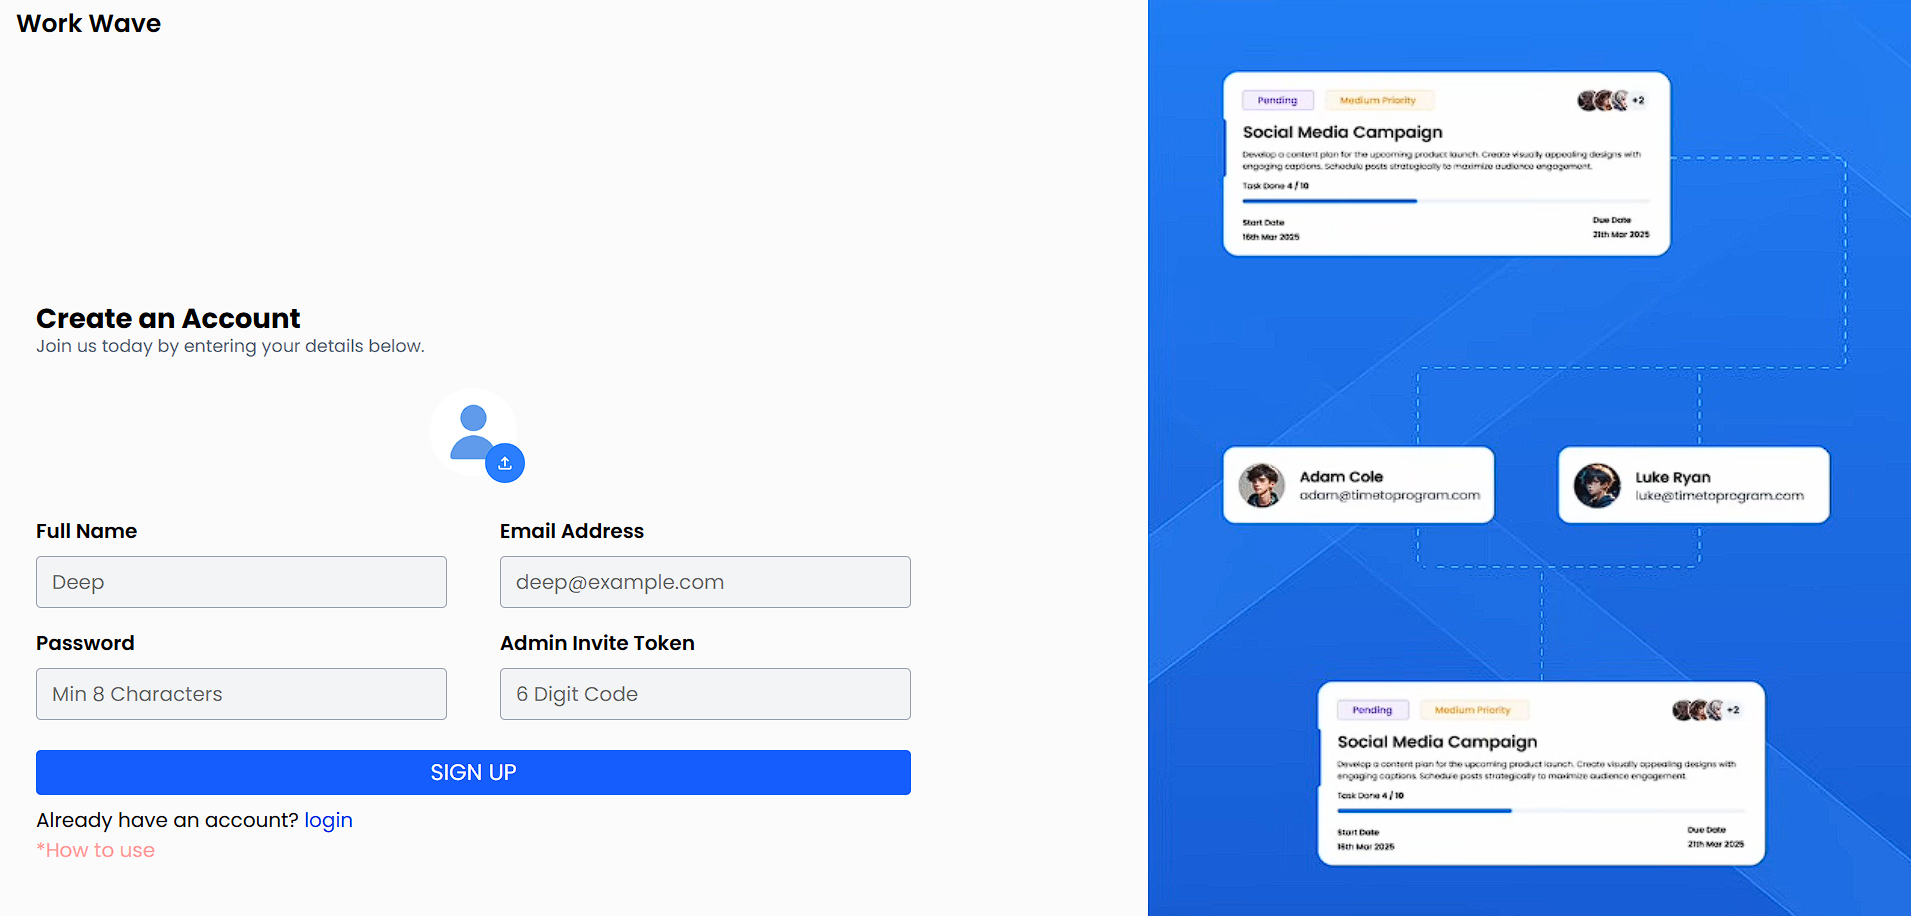 Work Wave
Create an Account
Join us today by entering your details below.
Full Name
Email Address
Deep
deep@example.com
Password
Admin Invite Token
Min 8 Characters
6 Digit Code
SIGN UP
Already have an account? login
*How to use
Pending
Medium Priority
+2
Social Media Campaign
Develop a content plan for the upcoming product launch. Create visually appealing designs with
engaging captions. Schedule posts strategically to maximize audience engagement.
Task Done 4 / 10
Start Date
Due Date
16th Mar 2025
21th Mar 2025
Adam Cole
adam@timetoprogram.com
Luke Ryan
luke@timetoprogram.com
Pending
Medium Priority
+2
Social Media Campaign
Develop a content plan for the upcoming product launch. Create visually appealing designs with
engaging captions. Schedule posts strategically to maximize audience engagement.
Task Done 4 / 10
Start Date
Due Date
16th Mar 2025
21th Mar 2025